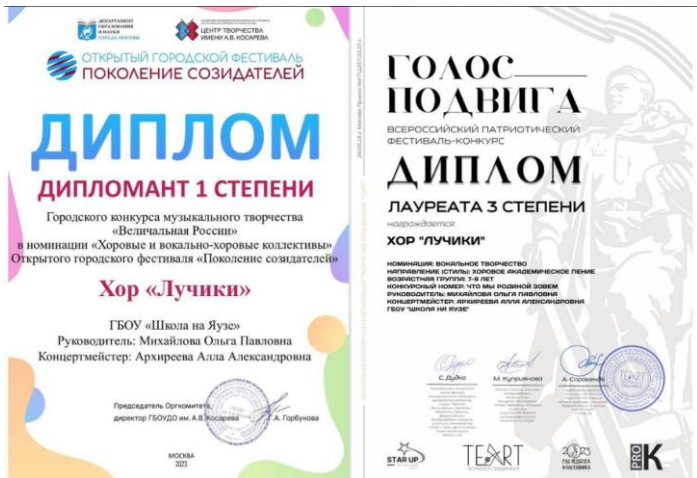 ДЕПАРТАМЕНТ
ОБРАЗОВАНИЯ
И НАУКИ
ГОРОДА МОСКВЫ
ЦЕНТР ТВОРЧЕСТВА
ИМЕНИ А.В. КОСАРЕВА
ОТКРЫТЫЙ ГОРОДСКОЙ ФЕСТИВАЛЬ
ПОКОЛЕНИЕ СОЗИДАТЕЛЕЙ
ДИПЛОМ
ДИПЛОМАНТ 1 СТЕПЕНИ
Городского конкурса музыкального творчества
«Величальная России»
в номинации «Хоровые и вокально-хоровые коллективы»
Открытого городского фестиваля «Поколение созидателей»
Хор «Лучики»
ГБОУ «Школа на Яузе»
Руководитель: Михайлова Ольга Павловна
Концертмейстер: Архиреева Алла Александровна
Председатель Оргкомитета,
директор ГБОУДО им. А.В. Косарева
А. Горбунова
МОСКВА
2023
ГОЛОС
ПОДВИГА
ВСЕРОССИЙСКИЙ ПАТРИОТИЧЕСКИЙ
ФЕСТИВАЛЬ-КОНКУРС
ДИПЛОМ
ЛАУРЕАТА 3 СТЕПЕНИ
награждается
ХОР "ЛУЧИКИ"
НОМИНАЦИЯ: ВОКАЛЬНОЕ ТВОРЧЕСТВО
НАПРАВЛЕНИЕ (СТИЛЬ): ХОРОВОЕ АКАДЕМИЧЕСКОЕ ПЕНИЕ
ВОЗРАСТНАЯ ГРУППА: 7-9 ЛЕТ
КОНКУРСНЫЙ НОМЕР: ЧТО МЫ РОДИНОЙ ЗОВЕМ
РУКОВОДИТЕЛЬ: МИХАЙЛОВА ОЛЬГА ПАВЛОВНА
КОНЦЕРТМЕЙСТЕР: АРХИРЕЕВА АЛЛА АЛЕКСАНДРОВНА
ГБОУ "ШКОЛА НА ЯУЗЕ"
С. Дудко
М. Куприянова
А. Сорокина
STAR UP
TEART
2023
ГОД ПЕДАГОГА
И НАСТАВНИКА
PRO K